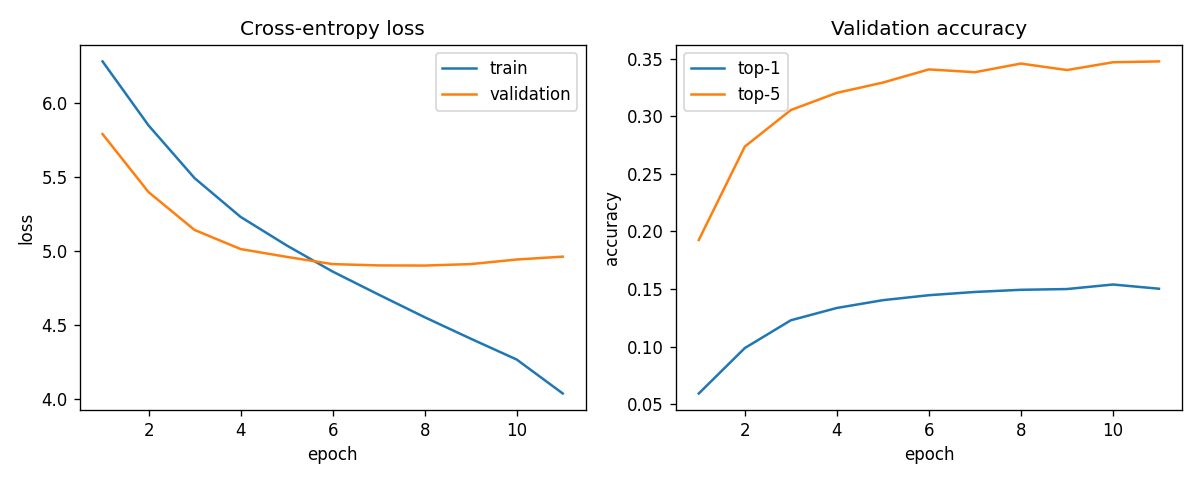 Cross-entropy loss
train
validation
6.0
5.5
5.0
4.5
4.0
loss
2 4 6 8 10
epoch
Validation accuracy
top-1
top-5
0.35
0.30
0.25
0.20
0.15
0.10
0.05
accuracy
2 4 6 8 10
epoch